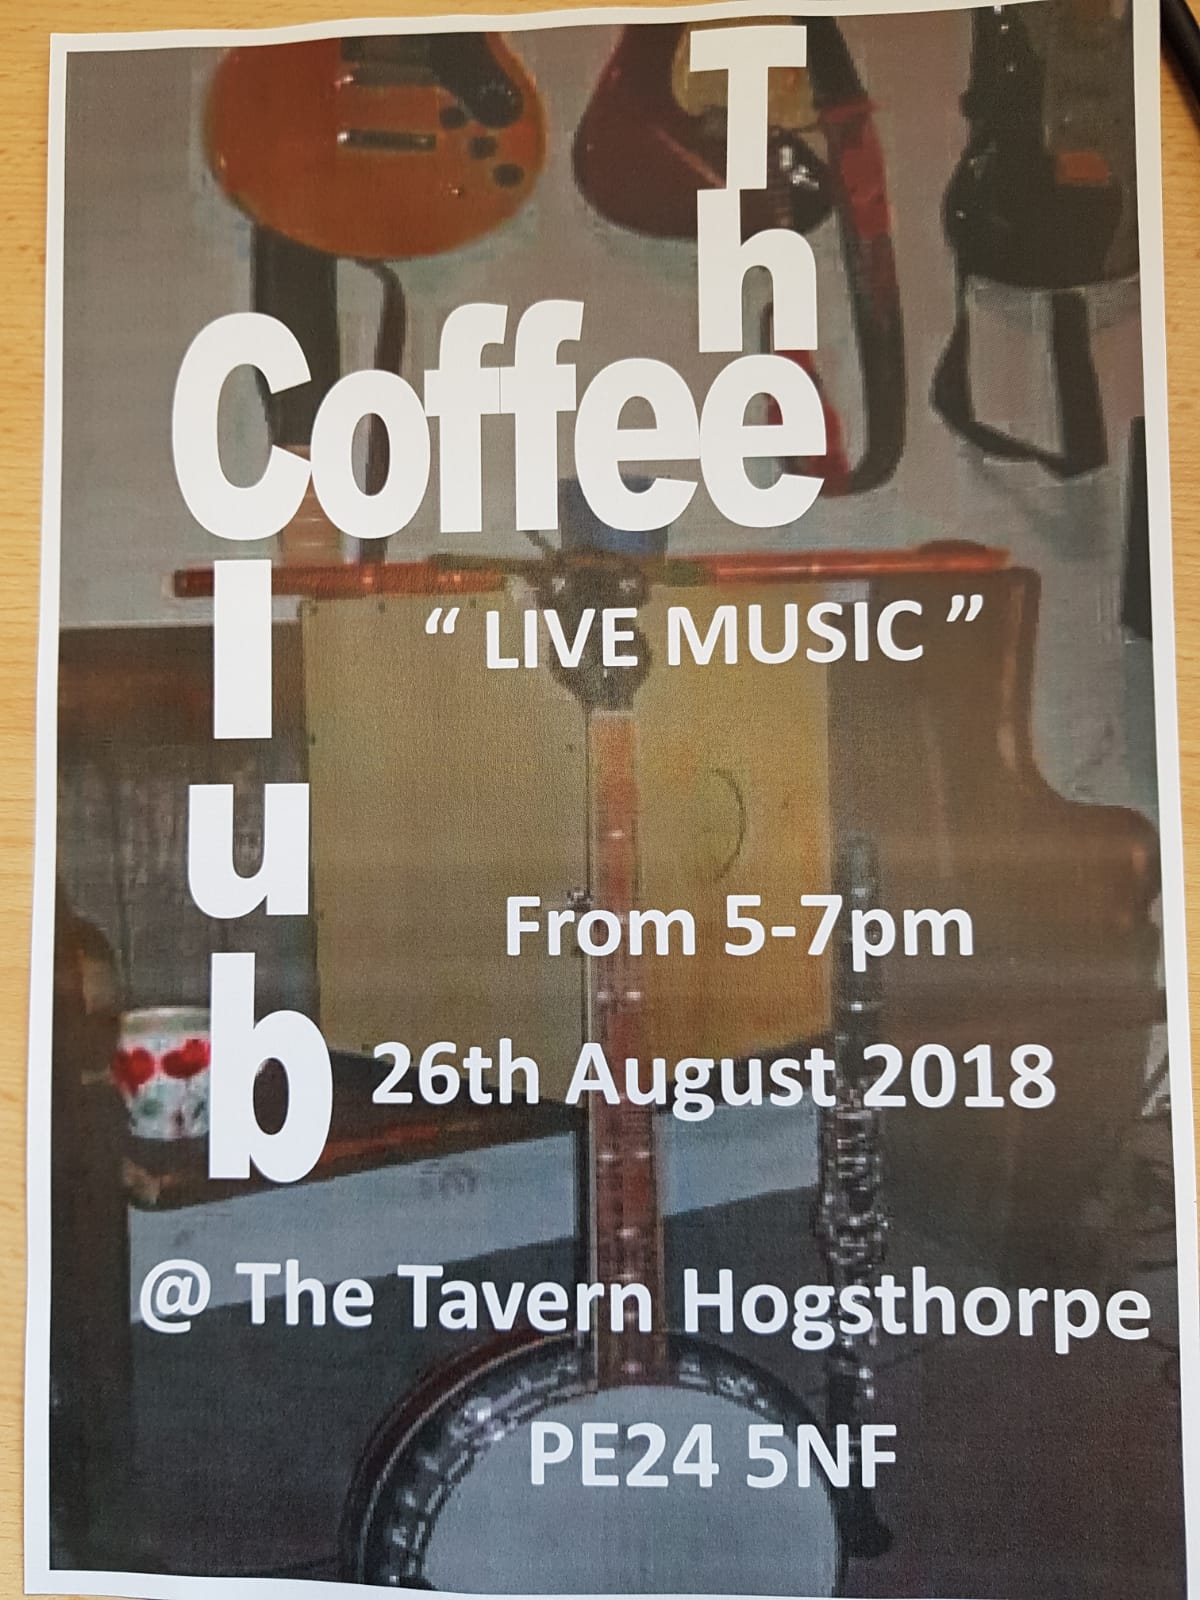 The
Coffee
Club
“ LIVE MUSIC ”
From 5-7pm
26th August 2018
@ The Tavern Hogsthorpe
PE24 5NF